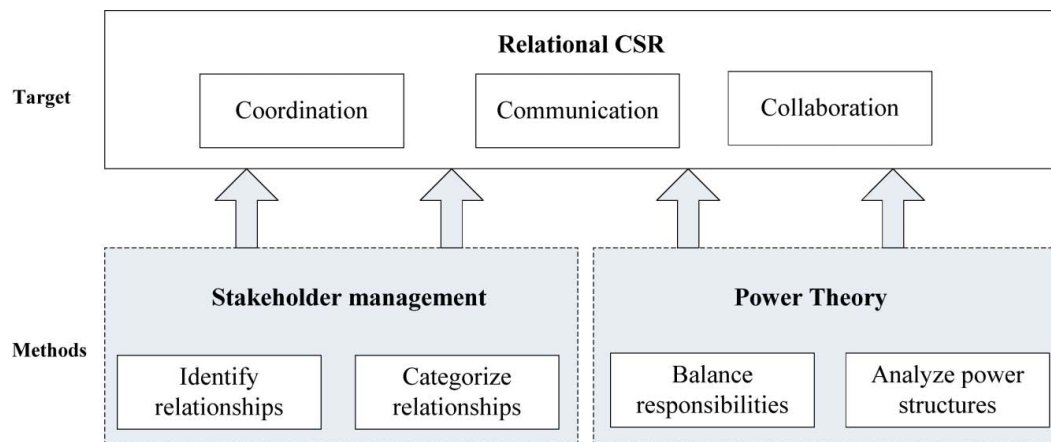 Relational CSR
Target
Coordination
Communication
Collaboration
Stakeholder management
Power Theory
Methods
Identify
relationships
Categorize
relationships
Balance
responsibilities
Analyze power
structures